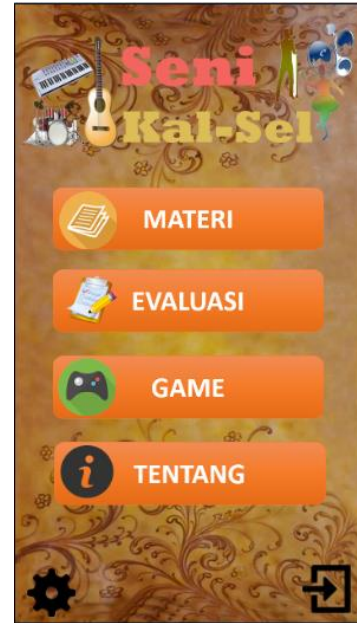 Seni
Kal-Sel
MATERI
EVALUASI
GAME
TENTANG